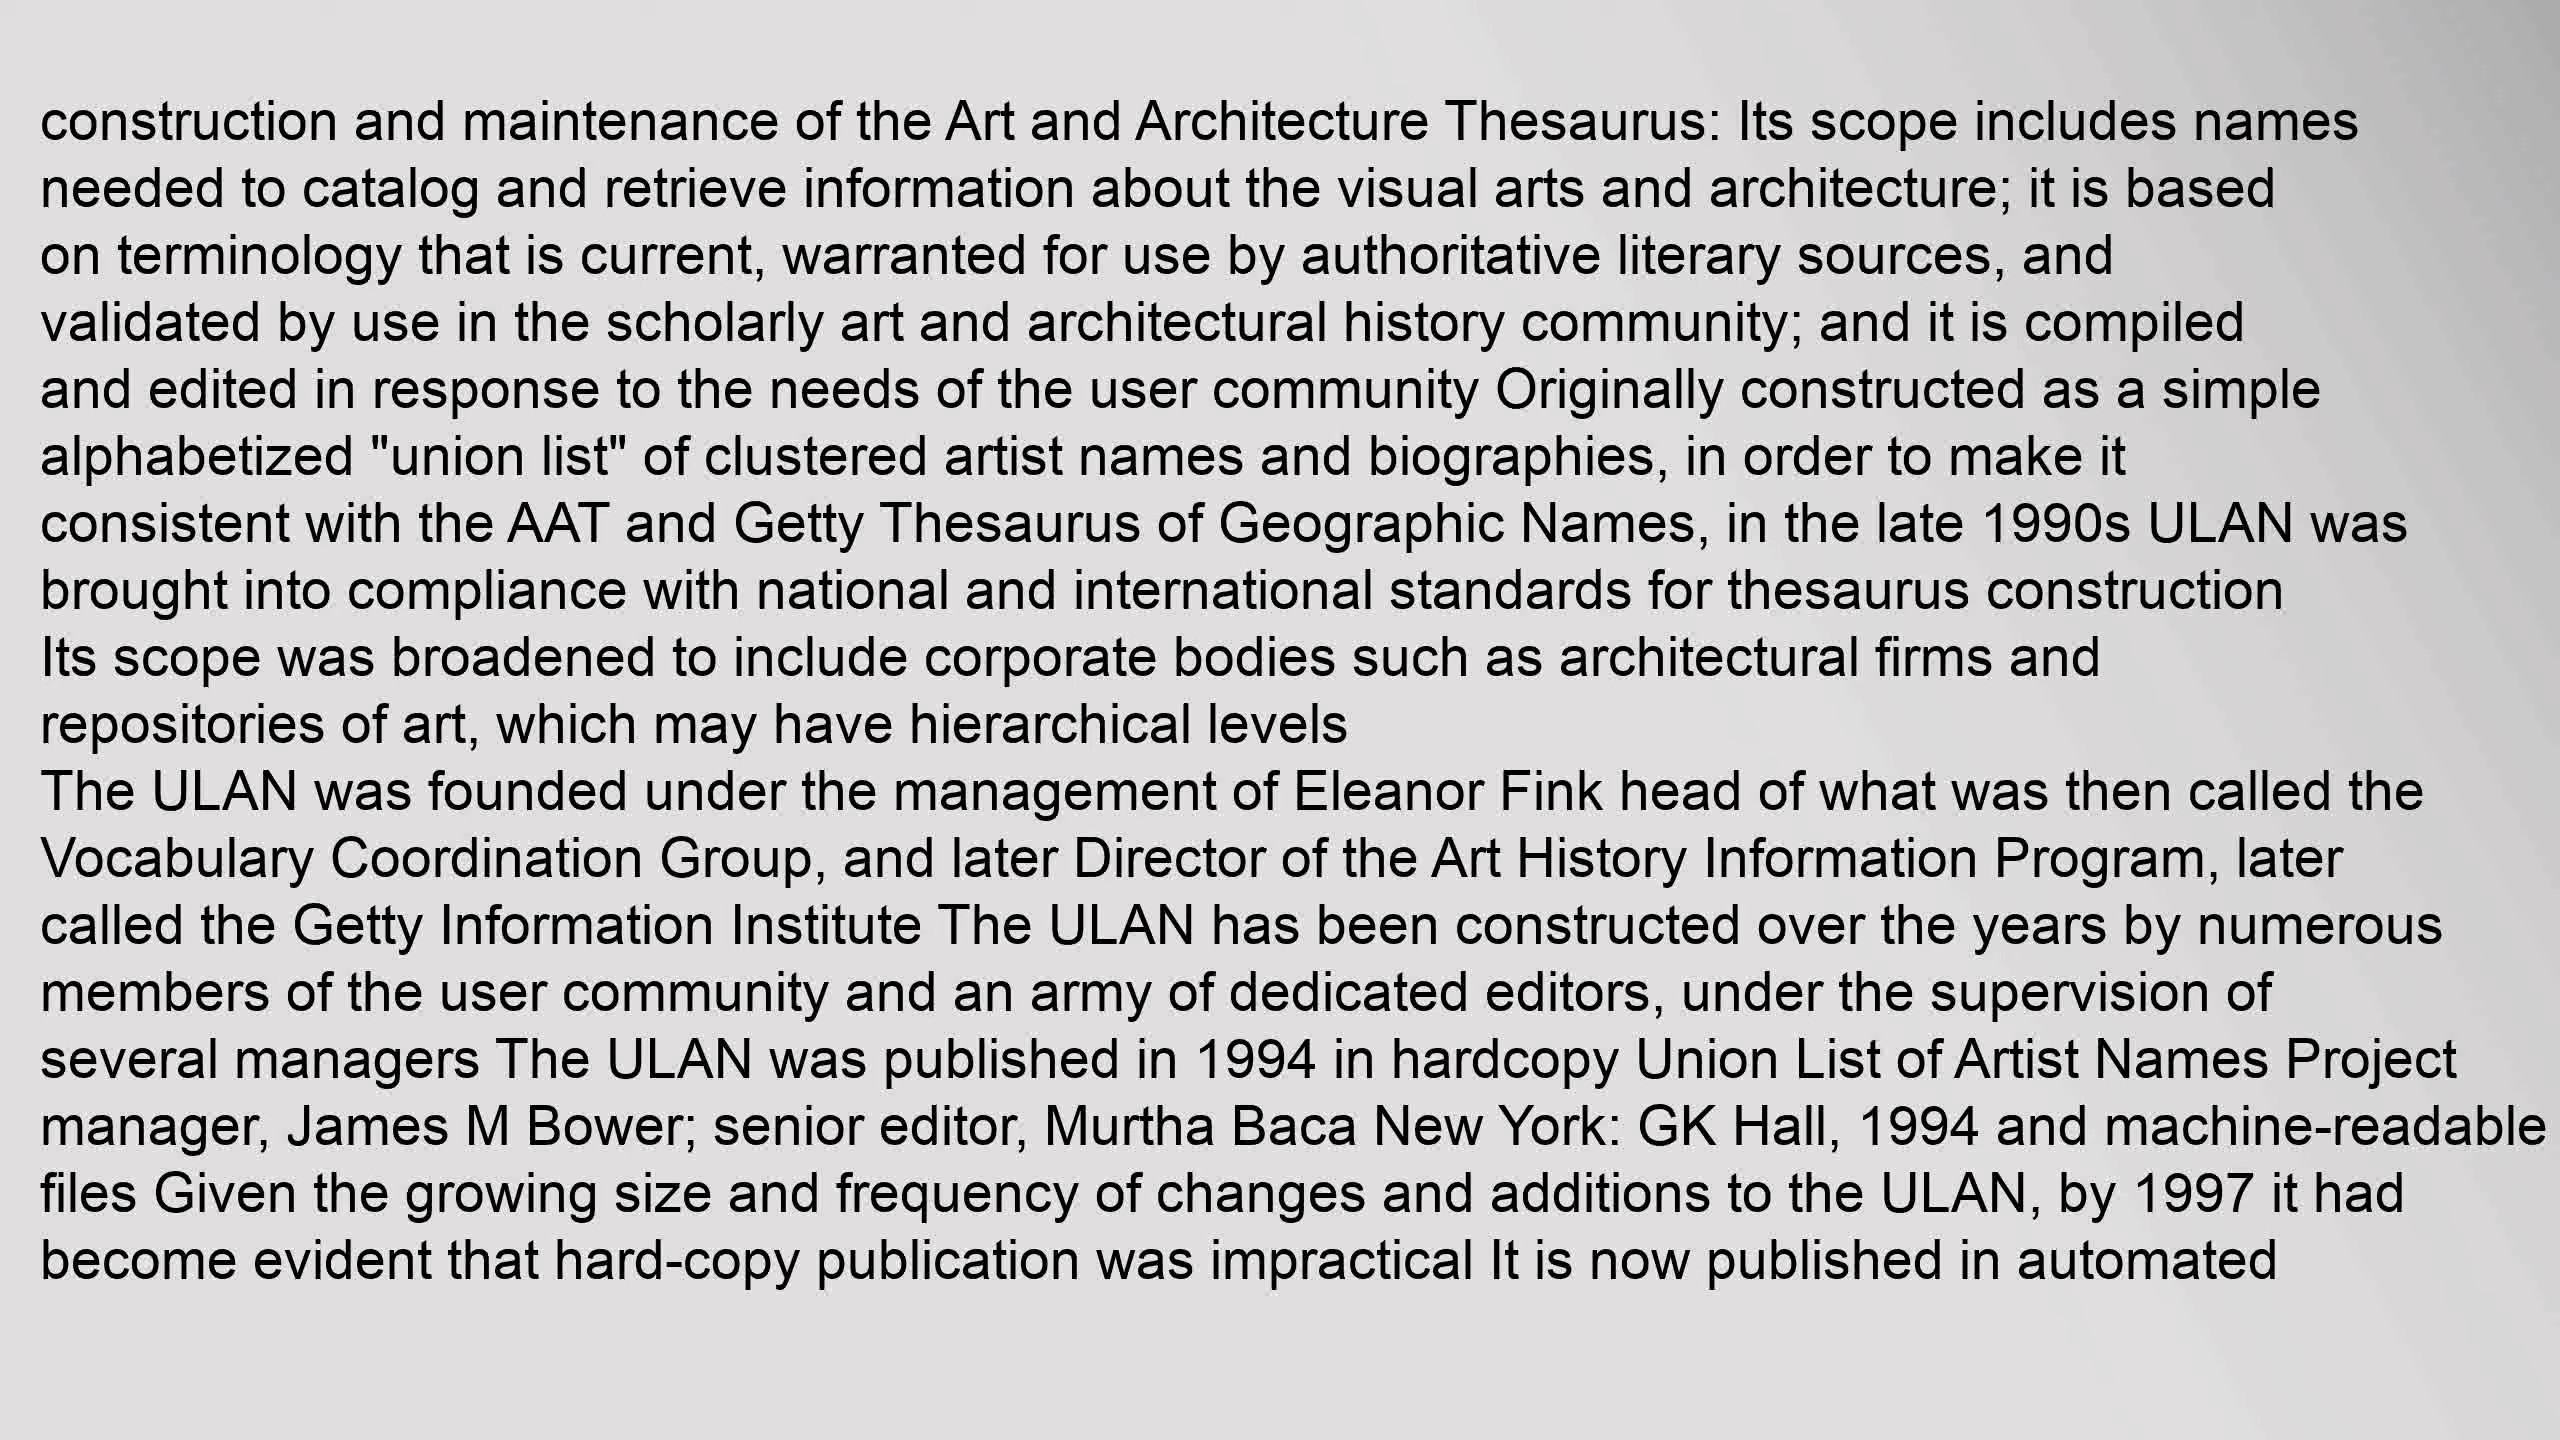 construction and maintenance of the Art and Architecture Thesaurus: Its scope includes names
needed to catalog and retrieve information about the visual arts and architecture; it is based
on terminology that is current, warranted for use by authoritative literary sources, and
validated by use in the scholarly art and architectural history community; and it is compiled
and edited in response to the needs of the user community Originally constructed as a simple
alphabetized "union list" of clustered artist names and biographies, in order to make it
consistent with the AAT and Getty Thesaurus of Geographic Names, in the late 1990s ULAN was
brought into compliance with national and international standards for thesaurus construction
Its scope was broadened to include corporate bodies such as architectural firms and
repositories of art, which may have hierarchical levels
The ULAN was founded under the management of Eleanor Fink head of what was then called the
Vocabulary Coordination Group, and later Director of the Art History Information Program, later
called the Getty Information Institute The ULAN has been constructed over the years by numerous
members of the user community and an army of dedicated editors, under the supervision of
several managers The ULAN was published in 1994 in hardcopy Union List of Artist Names Project
manager, James M Bower; senior editor, Murtha Baca New York: GK Hall, 1994 and machine-readable
files Given the growing size and frequency of changes and additions to the ULAN, by 1997 it had
become evident that hard-copy publication was impractical It is now published in automated